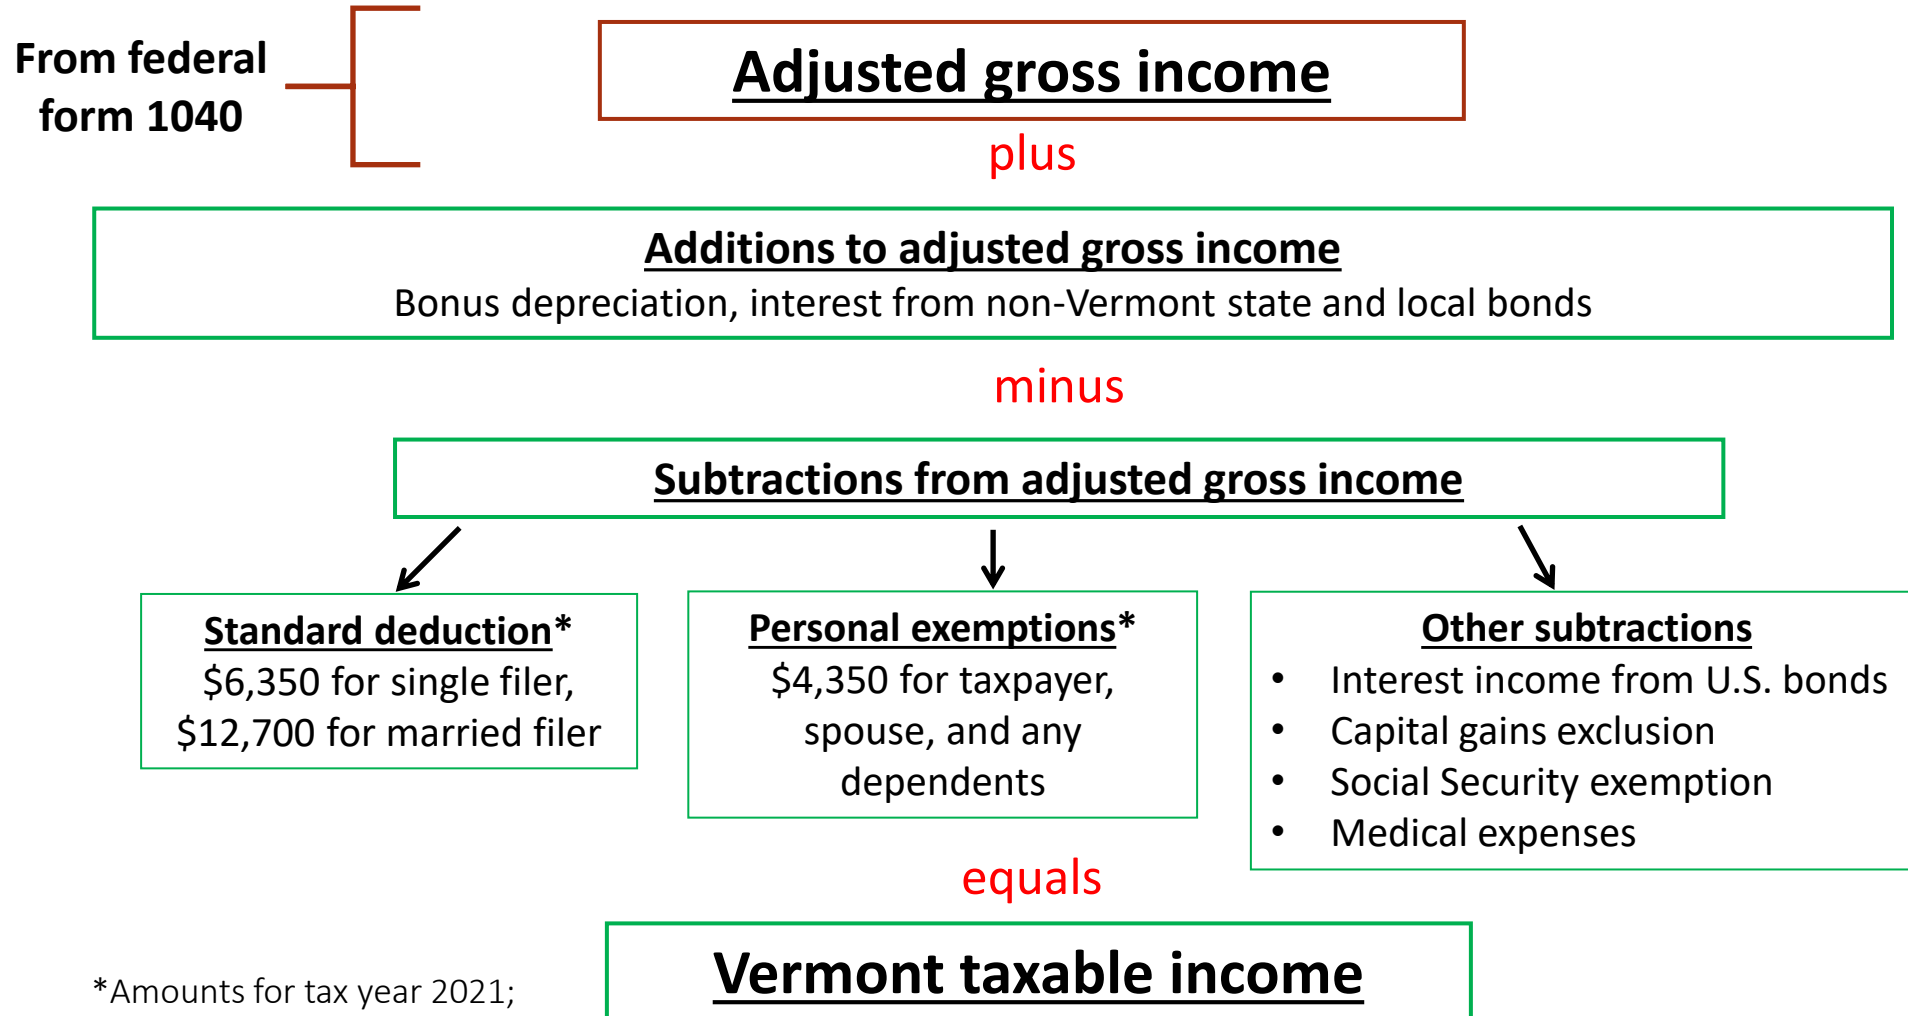 From federal
form 1040
Adjusted gross income
plus
Additions to adjusted gross income
Bonus depreciation, interest from non-Vermont state and local bonds
minus
Subtractions from adjusted gross income
Standard deduction*
$6,350 for single filer,
$12,700 for married filer
Personal exemptions*
$4,350 for taxpayer,
spouse, and any
dependents
Other subtractions
• Interest income from U.S. bonds
• Capital gains exclusion
• Social Security exemption
• Medical expenses
equals
Vermont taxable income
*Amounts for tax year 2021;